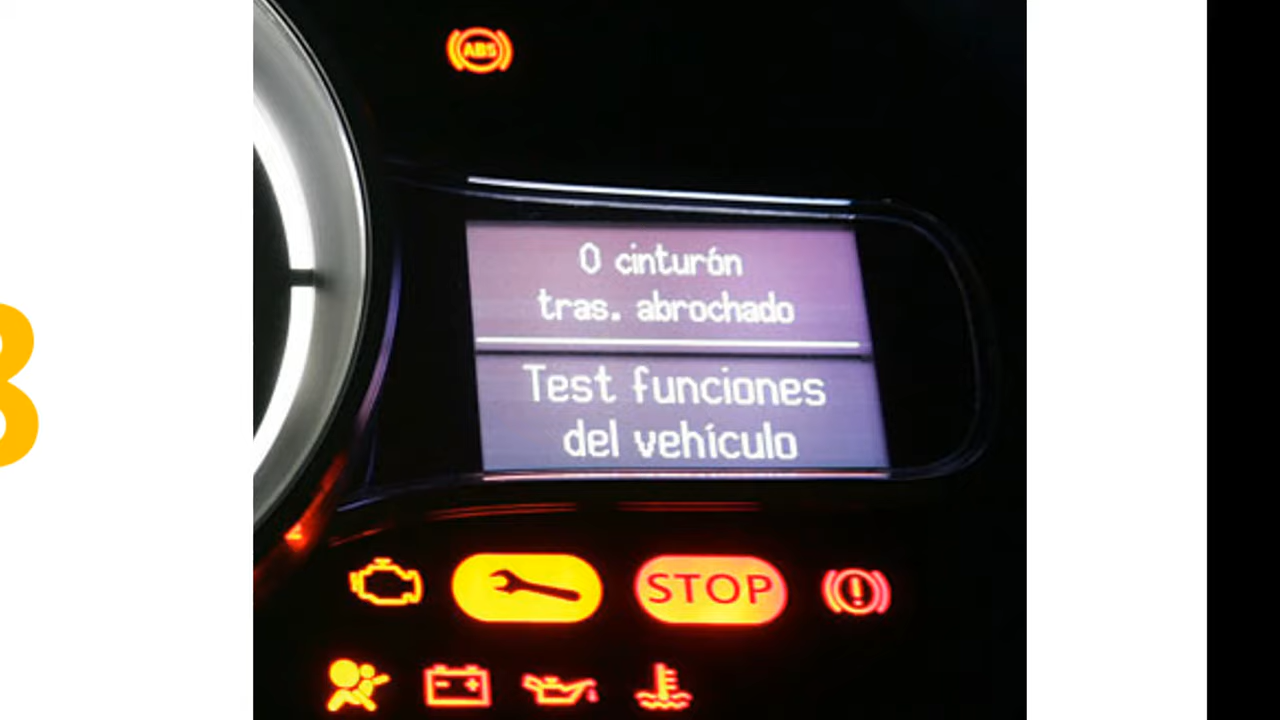 ABS
0 cinturón
tras. abrochado
Test funciones
del vehículo
STOP